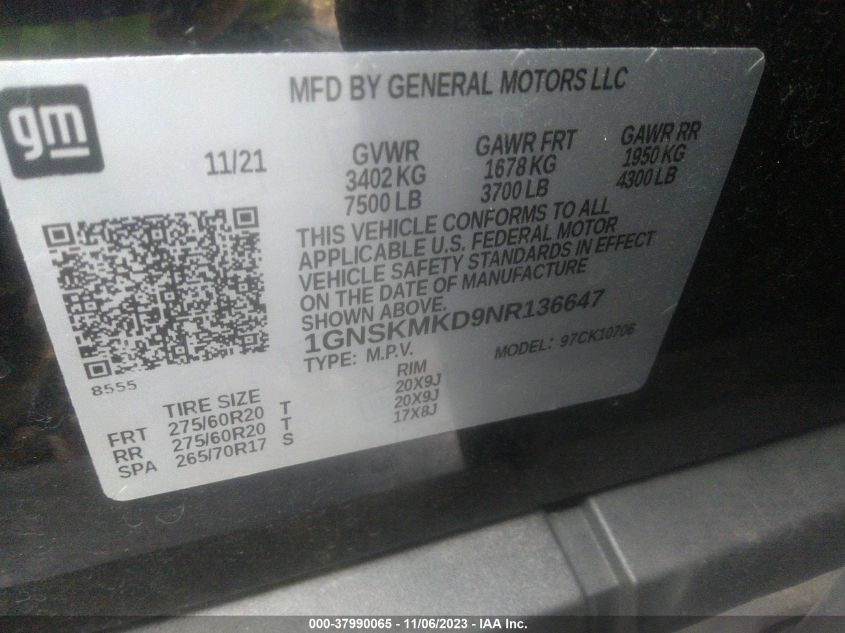 MFD BY GENERAL MOTORS LLC
gm
11/21
GVWR
3402 KG
7500 LB
GAWR FRT
1678 KG
3700 LB
GAWR RR
1950 KG
4300 LB
THIS VEHICLE CONFORMS TO ALL
APPLICABLE U.S. FEDERAL MOTOR
VEHICLE SAFETY STANDARDS IN EFFECT
ON THE DATE OF MANUFACTURE
SHOWN ABOVE.
1GNSKMKD9NR136647
TYPE: M.P.V.
MODEL: 97CK10706
8555
TIRE SIZE
RIM
FRT 275/60R20 T 20X9J
RR 275/60R20 T 20X9J
SPA 265/70R17 S 17X8J
000-37990065 - 11/06/2023 - IAA Inc.